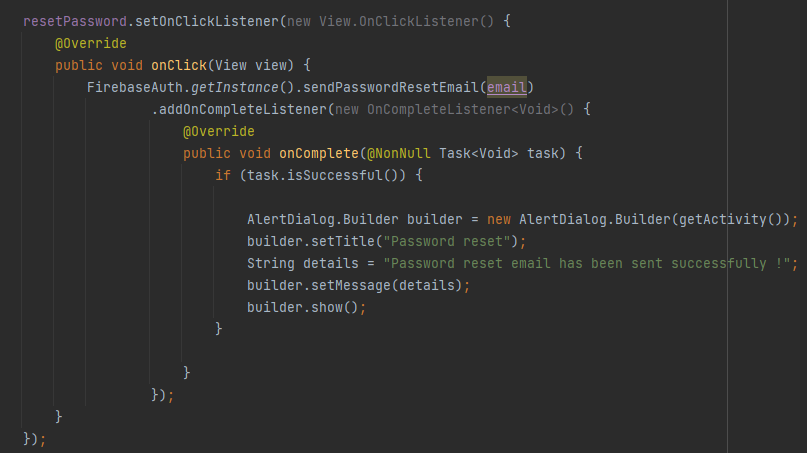 resetPassword.setOnClickListener(new View.OnClickListener() {
    @Override
    public void onClick(View view) {
        FirebaseAuth.getInstance().sendPasswordResetEmail(email)
                .addOnCompleteListener(new OnCompleteListener<Void>() {
                    @Override
                    public void onComplete(@NonNull Task<Void> task) {
                        if (task.isSuccessful()) {
                            AlertDialog.Builder builder = new AlertDialog.Builder(getActivity());
                            builder.setTitle("Password reset");
                            String details = "Password reset email has been sent successfully !";
                            builder.setMessage(details);
                            builder.show();
                        }
                    }
                });
    }
});